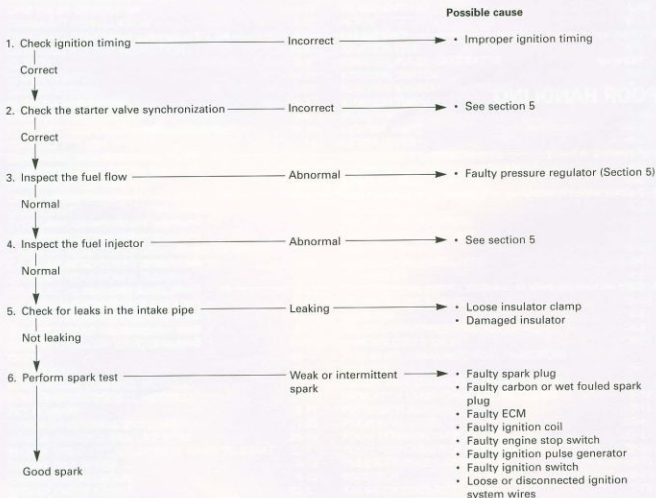 Possible cause
1. Check ignition timing Incorrect • Improper ignition timing
Correct
2. Check the starter valve synchronization Incorrect • See section 5
Correct
3. Inspect the fuel flow Abnormal • Faulty pressure regulator (Section 5)
Normal
4. Inspect the fuel injector Abnormal • See section 5
Normal
5. Check for leaks in the intake pipe Leaking • Loose insulator clamp
• Damaged insulator
Not leaking
6. Perform spark test Weak or intermittent • Faulty spark plug
spark • Faulty carbon or wet fouled spark
plug
• Faulty ECM
• Faulty ignition coil
• Faulty engine stop switch
• Faulty ignition pulse generator
• Faulty ignition switch
Good spark • Loose or disconnected ignition
system wires